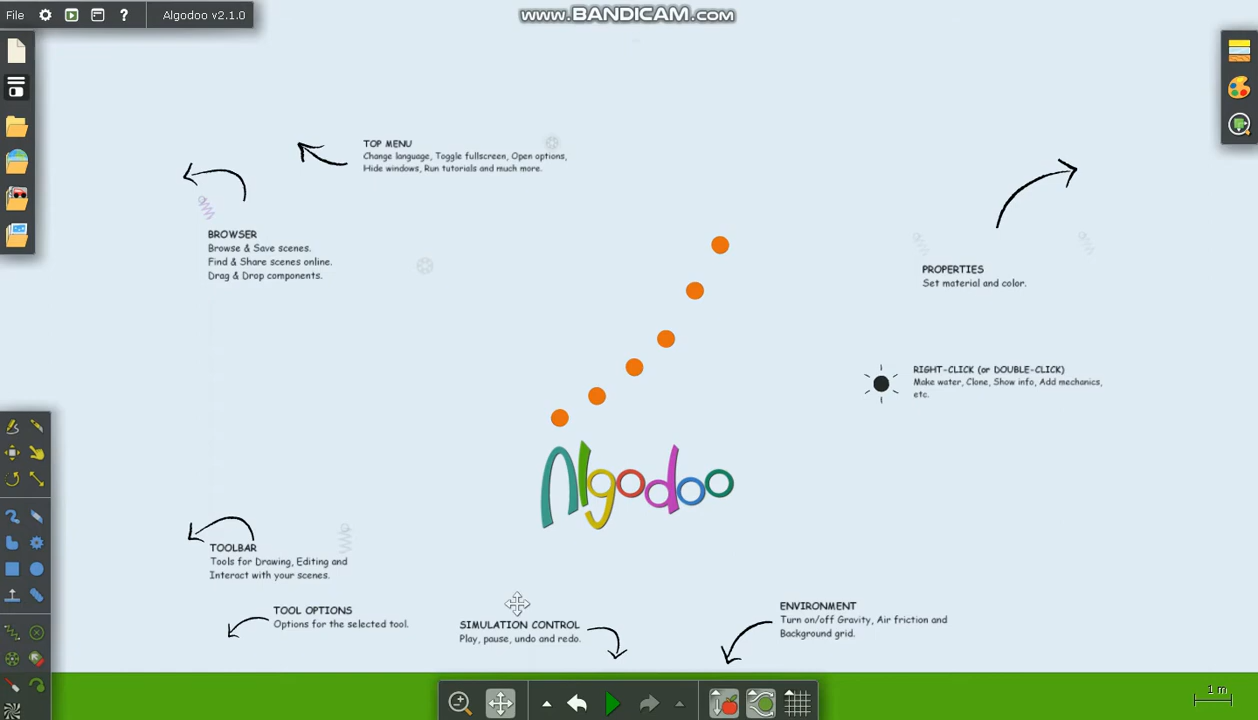 File
Algodoo v2.1.0
www.BANDICAM.com
TOP MENU
Change language, Toggle fullscreen, Open options,
Hide windows, Run tutorials and much more.
BROWSER
Browse & Save scenes.
Find & Share scenes online.
Drag & Drop components.
PROPERTIES
Set material and color.
RIGHT-CLICK (or DOUBLE-CLICK)
Make water, Clone, Show info, Add mechanics,
etc.
Algodoo
TOOLBAR
Tools for Drawing, Editing and
Interact with your scenes.
TOOL OPTIONS
Options for the selected tool.
SIMULATION CONTROL
Play, pause, undo and redo.
ENVIRONMENT
Turn on/off Gravity, Air friction and
Background grid.
1 m